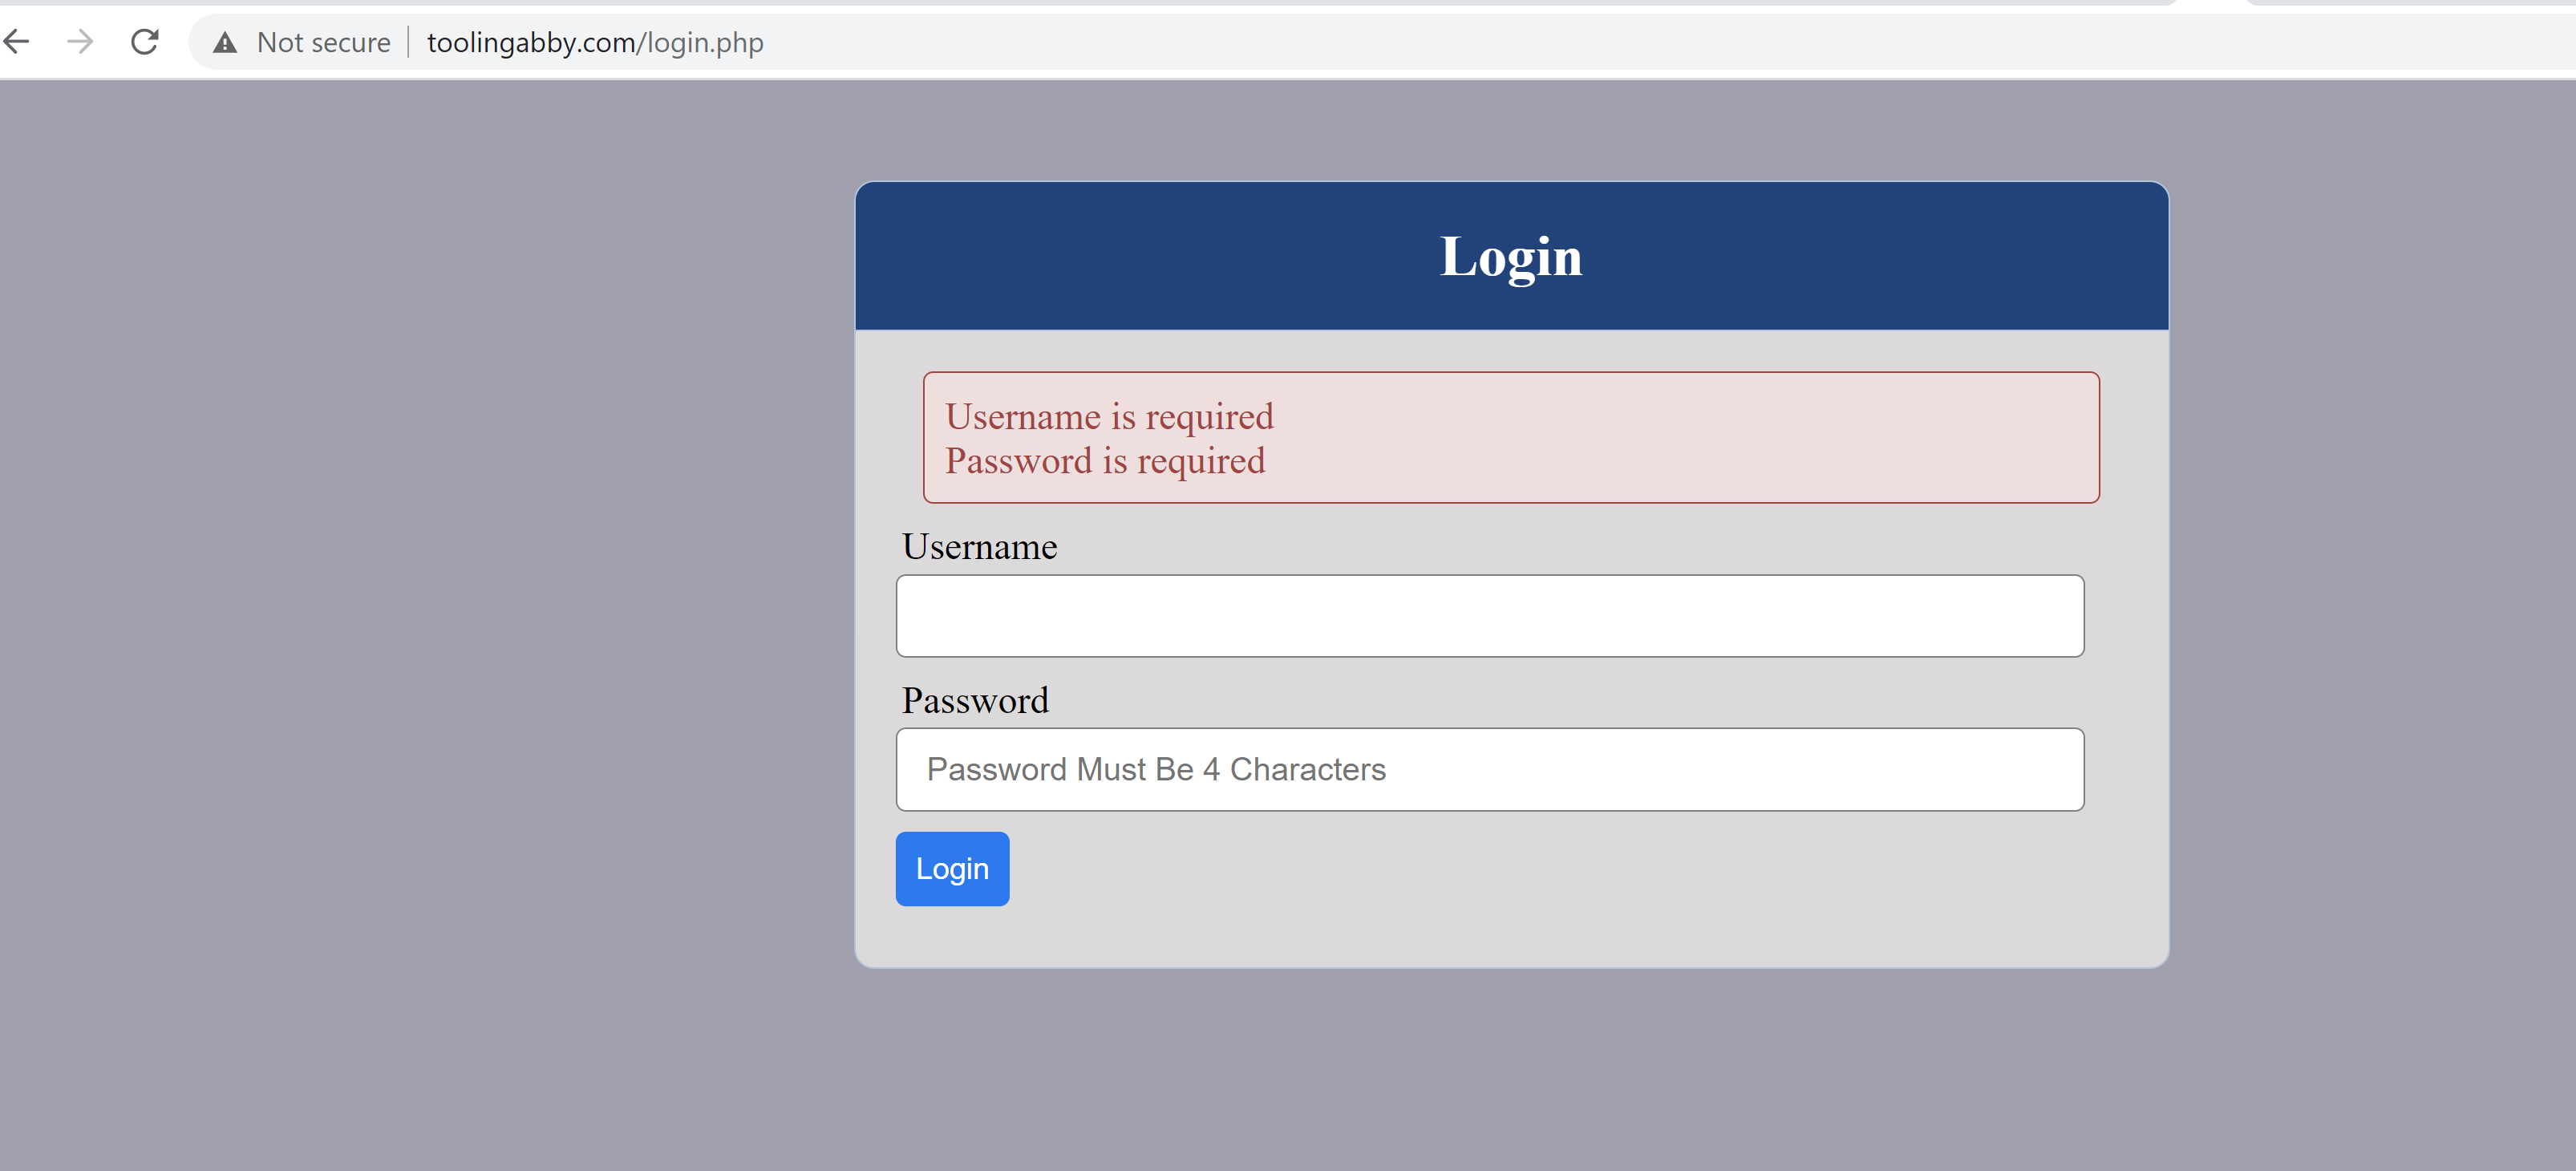 Not secure toolingabby.com/login.php
Login
Username is required
Password is required
Username
Password
Password Must Be 4 Characters
Login